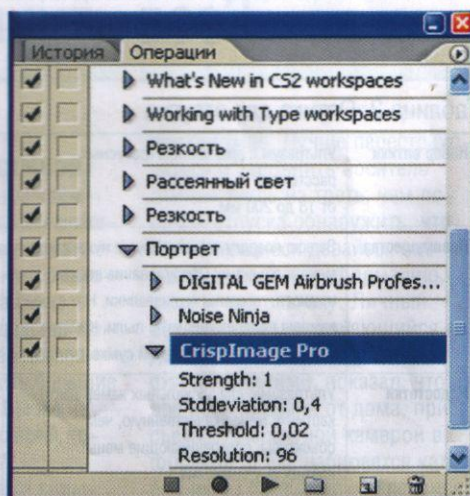 История Операции
What's New in CS2 workspaces
Working with Type workspaces
Резкость
Рассеянный свет
Резкость
Портрет
DIGITAL GEM Airbrush Profes...
Noise Ninja
CrispImage Pro
Strength: 1
Stddeviation: 0,4
Threshold: 0,02
Resolution: 96